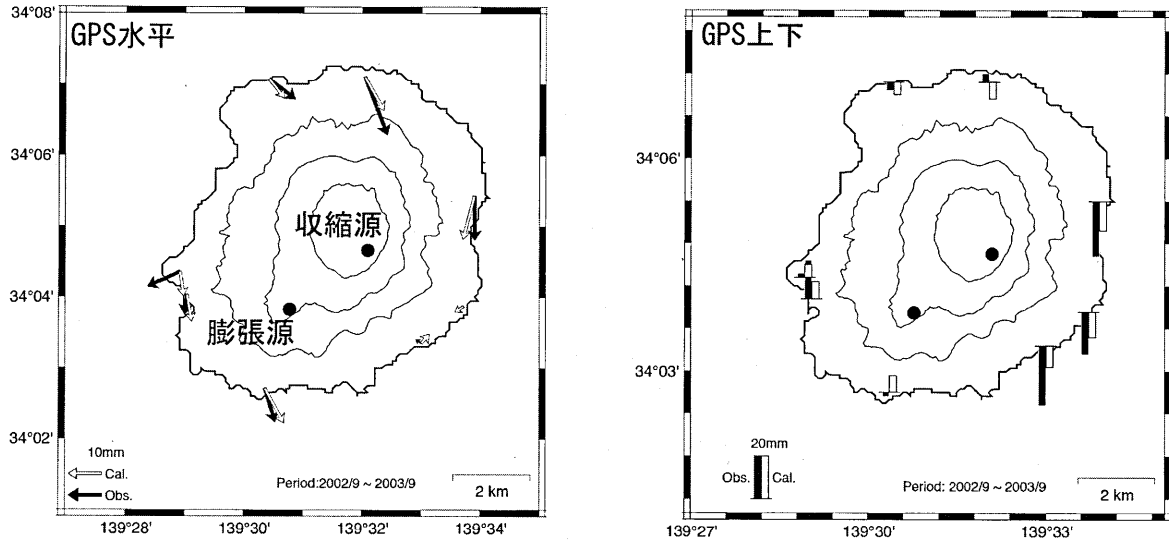 GPS水平
34°08'
34°06'
34°04'
34°02'
収縮源
膨張源
10mm
Cal.
Obs.
Period:2002/9～2003/9
2 km
139°28'
139°30'
139°32'
139°34'
GPS上下
34°06'
34°03'
20mm
Obs.
Cal.
Period:2002/9～2003/9
2 km
139°27'
139°30'
139°33'